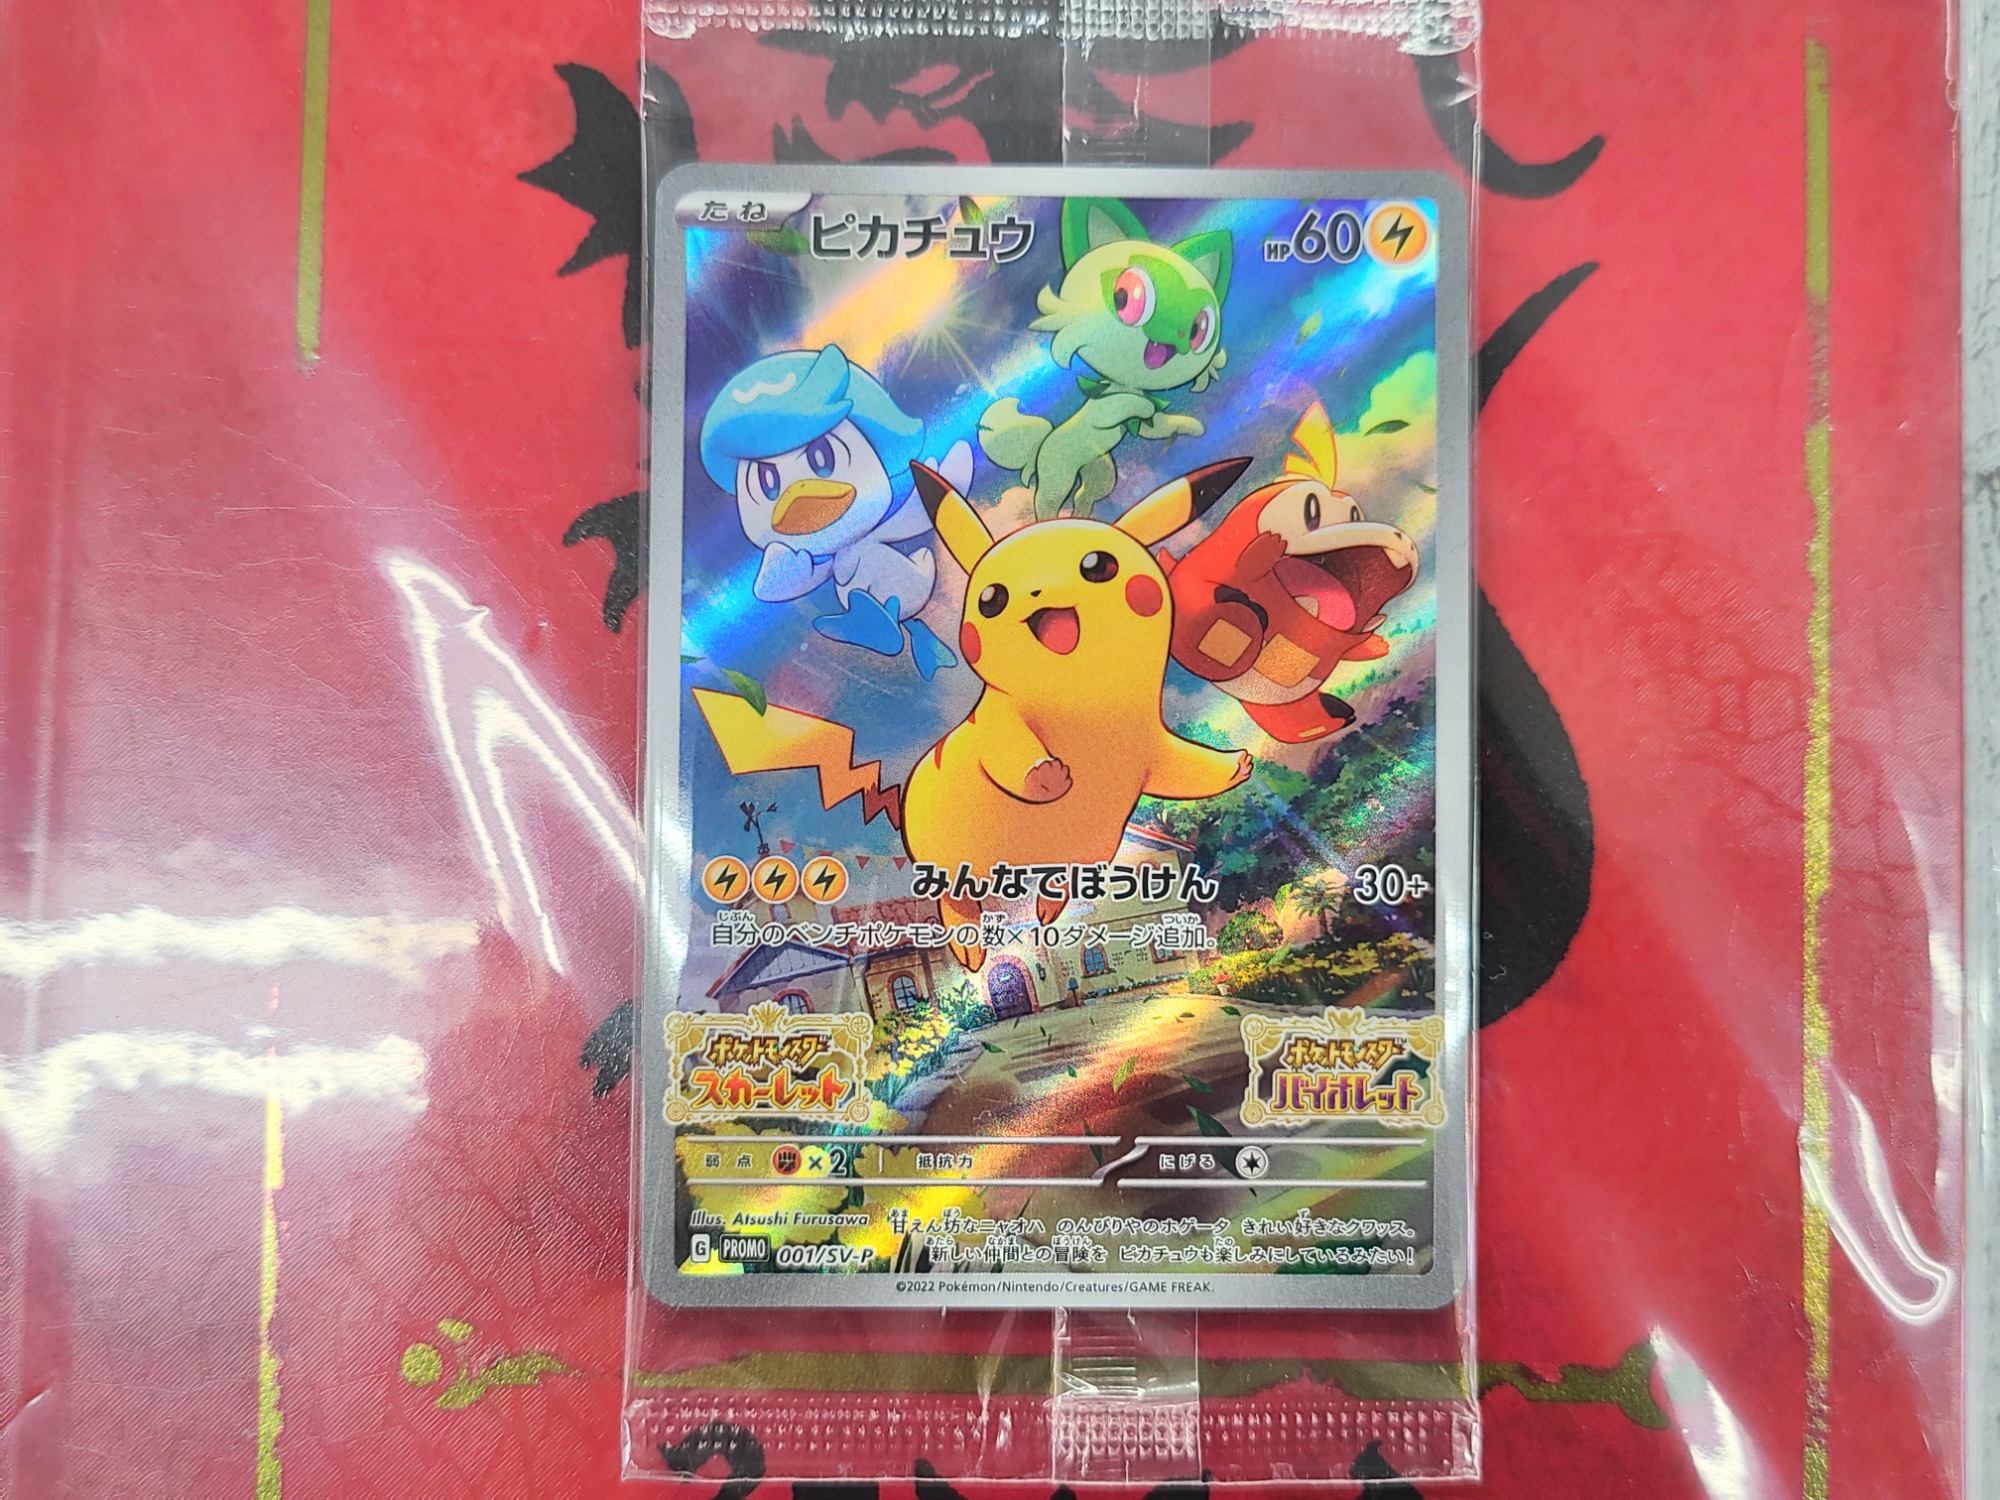 たね
ピカチュウ
HP60
みんなでぼうけん 30+
自分のベンチポケモンの数×10ダメージ追加。
ポケットモンスター
スカーレット
ポケットモンスター
バイオレット
弱点 ×2 抵抗力 にげる
Illus. Atsushi Furusawa
甘えん坊なニャオハ のんびりやのホゲータ きれい好きなクワッス。
新しい仲間との冒険を ピカチュウも楽しみにしているみたい!
G PROMO 001/SV-P
©2022 Pokémon/Nintendo/Creatures/GAME FREAK.